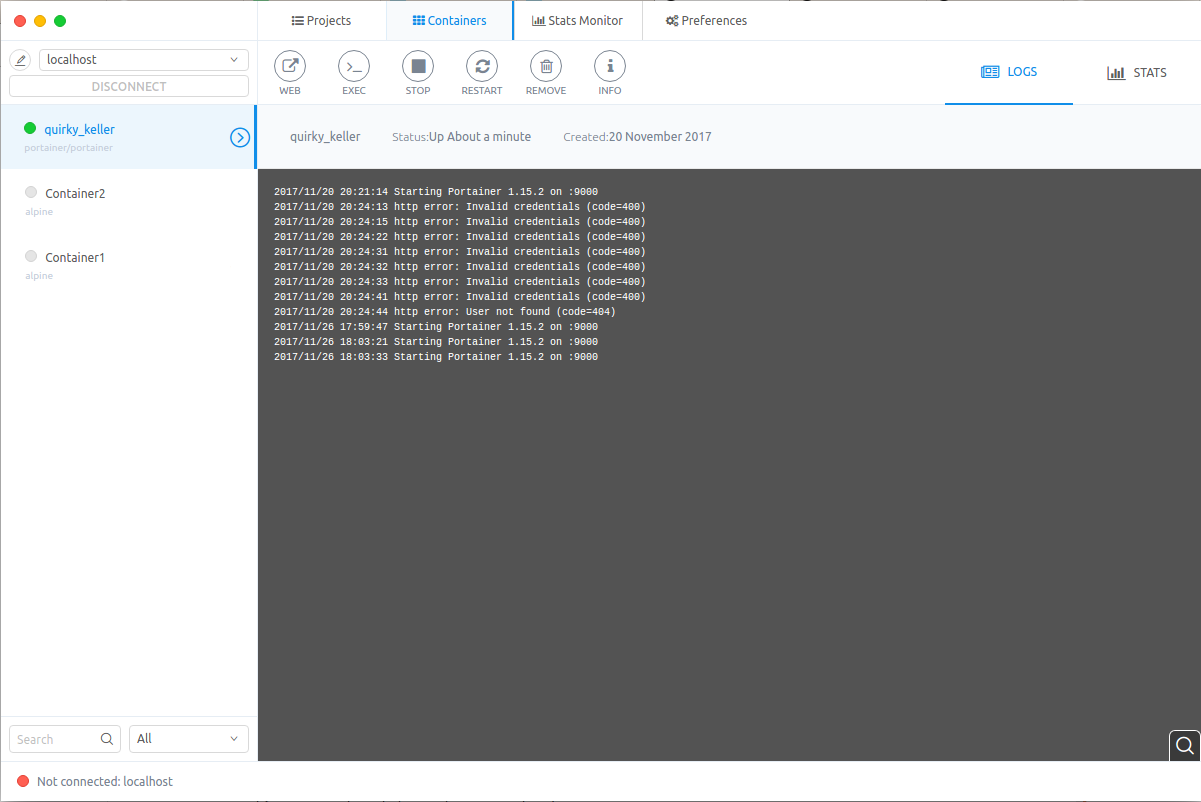 Projects
Containers
Stats Monitor
Preferences
localhost
DISCONNECT
WEB
EXEC
STOP
RESTART
REMOVE
INFO
LOGS
STATS
quirky_keller
portainer/portainer
Container2
alpine
Container1
alpine
quirky_keller Status:Up About a minute Created:20 November 2017
2017/11/20 20:21:14 Starting Portainer 1.15.2 on :9000
2017/11/20 20:24:13 http error: Invalid credentials (code=400)
2017/11/20 20:24:15 http error: Invalid credentials (code=400)
2017/11/20 20:24:22 http error: Invalid credentials (code=400)
2017/11/20 20:24:31 http error: Invalid credentials (code=400)
2017/11/20 20:24:32 http error: Invalid credentials (code=400)
2017/11/20 20:24:33 http error: Invalid credentials (code=400)
2017/11/20 20:24:41 http error: Invalid credentials (code=400)
2017/11/20 20:24:44 http error: User not found (code=404)
2017/11/26 17:59:47 Starting Portainer 1.15.2 on :9000
2017/11/26 18:03:21 Starting Portainer 1.15.2 on :9000
2017/11/26 18:03:33 Starting Portainer 1.15.2 on :9000
Search
All
Not connected: localhost